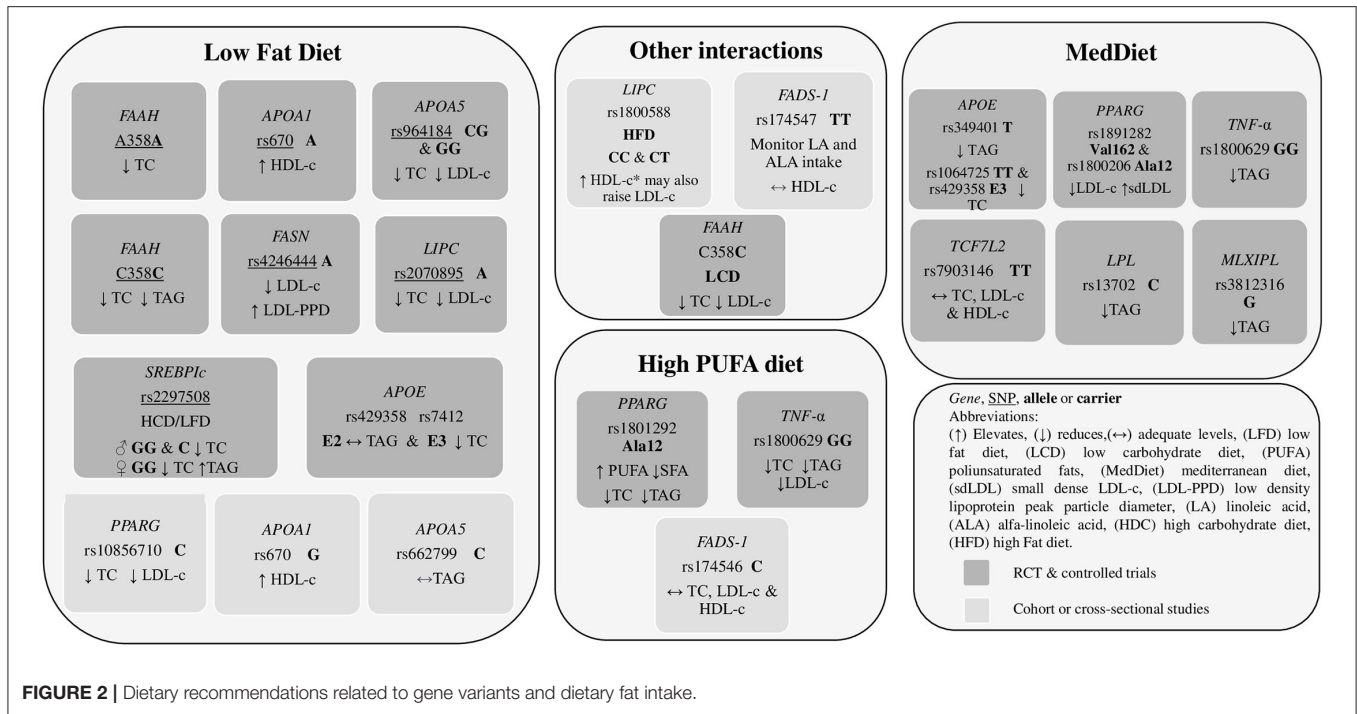 Low Fat Diet
FAAH
A358A
↓ TC
APOA1
rs670 A
↑ HDL-c
APOA5
rs964184 CG
& GG
↓ TC ↓ LDL-c
FAAH
C358C
↓ TC ↓ TAG
FASN
rs4246444 A
↓ LDL-c
↑ LDL-PPD
LIPC
rs2070895 A
↓ TC ↓ LDL-c
SREBPIc
rs2297508
HCD/LFD
♂ GG & C ↓ TC
♀ GG ↓ TC ↑TAG
APOE
rs429358 rs7412
E2 ↔ TAG & E3 ↓ TC
PPARG
rs10856710 C
↓ TC ↓ LDL-c
APOA1
rs670 G
↑ HDL-c
APOA5
rs662799 C
↔TAG
Other interactions
LIPC
rs1800588
HFD
CC & CT
↑ HDL-c* may also
raise LDL-c
FADS-1
rs174547 TT
Monitor LA and
ALA intake
↔ HDL-c
FAAH
C358C
LCD
↓ TC ↓ LDL-c
High PUFA diet
PPARG
rs1801292
Ala12
↑ PUFA ↓SFA
↓TC ↓TAG
TNF-α
rs1800629 GG
↓TC ↓TAG
↓LDL-c
FADS-1
rs174546 C
↔ TC, LDL-c &
HDL-c
MedDiet
APOE
rs349401 T
↓ TAG
rs1064725 TT &
rs429358 E3 ↓
TC
PPARG
rs1891282
Val162 &
rs1800206 Ala12
↓LDL-c ↑sdLDL
TNF-α
rs1800629 GG
↓TAG
TCF7L2
rs7903146 TT
↔ TC, LDL-c
& HDL-c
LPL
rs13702 C
↓TAG
MLXIPL
rs3812316
G
↓TAG
Gene, SNP, allele or carrier
Abbreviations:
(↑) Elevates, (↓) reduces,(↔) adequate levels, (LFD) low
fat diet, (LCD) low carbohydrate diet, (PUFA)
poliunsaturated fats, (MedDiet) mediterranean diet,
(sdLDL) small dense LDL-c, (LDL-PPD) low density
lipoprotein peak particle diameter, (LA) linoleic acid,
(ALA) alfa-linoleic acid, (HDC) high carbohydrate diet,
(HFD) high Fat diet.
RCT & controlled trials
Cohort or cross-sectional studies
FIGURE 2 | Dietary recommendations related to gene variants and dietary fat intake.